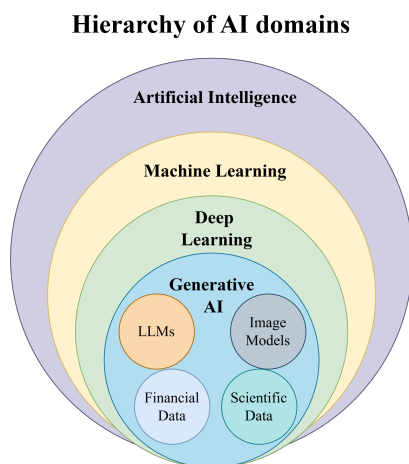 Hierarchy of AI domains
Artificial Intelligence
Machine Learning
Deep
Learning
Generative
AI
LLMs
Image
Models
Financial
Data
Scientific
Data